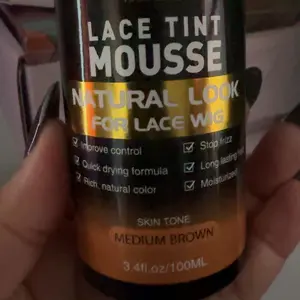 LACE TINT
MOUSSE
NATURAL LOOK
FOR LACE WIG
Improve control
Stop frizz
Quick drying formula
Long lasting
Rich, natural color
Moisturized
SKIN TONE
MEDIUM BROWN
3.4fl.oz/100ML